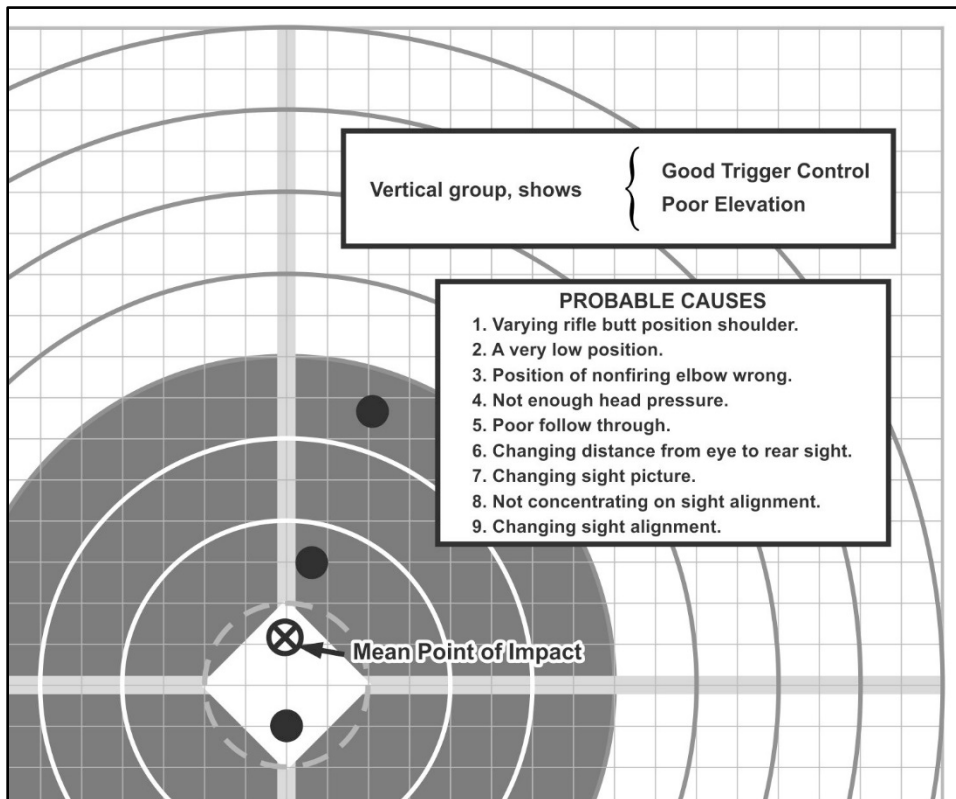 Vertical group, shows
Good Trigger Control
Poor Elevation
PROBABLE CAUSES
1. Varying rifle butt position shoulder.
2. A very low position.
3. Position of nonfiring elbow wrong.
4. Not enough head pressure.
5. Poor follow through.
6. Changing distance from eye to rear sight.
7. Changing sight picture.
8. Not concentrating on sight alignment.
9. Changing sight alignment.
Mean Point of Impact